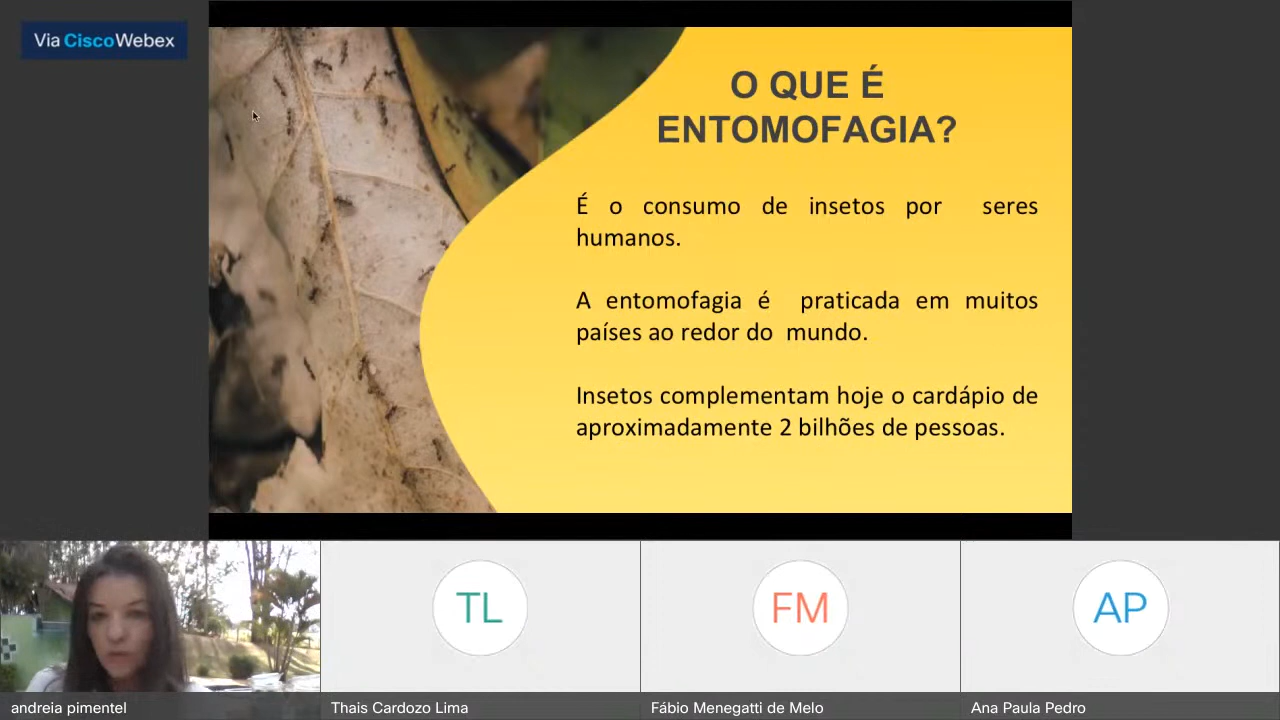 Via Cisco Webex
O QUE É
ENTOMOFAGIA?
É o consumo de insetos por seres
humanos.
A entomofagia é praticada em muitos
países ao redor do mundo.
Insetos complementam hoje o cardápio de
aproximadamente 2 bilhões de pessoas.
TL
FM
AP
andreia pimentel
Thais Cardozo Lima
Fábio Menegatti de Melo
Ana Paula Pedro